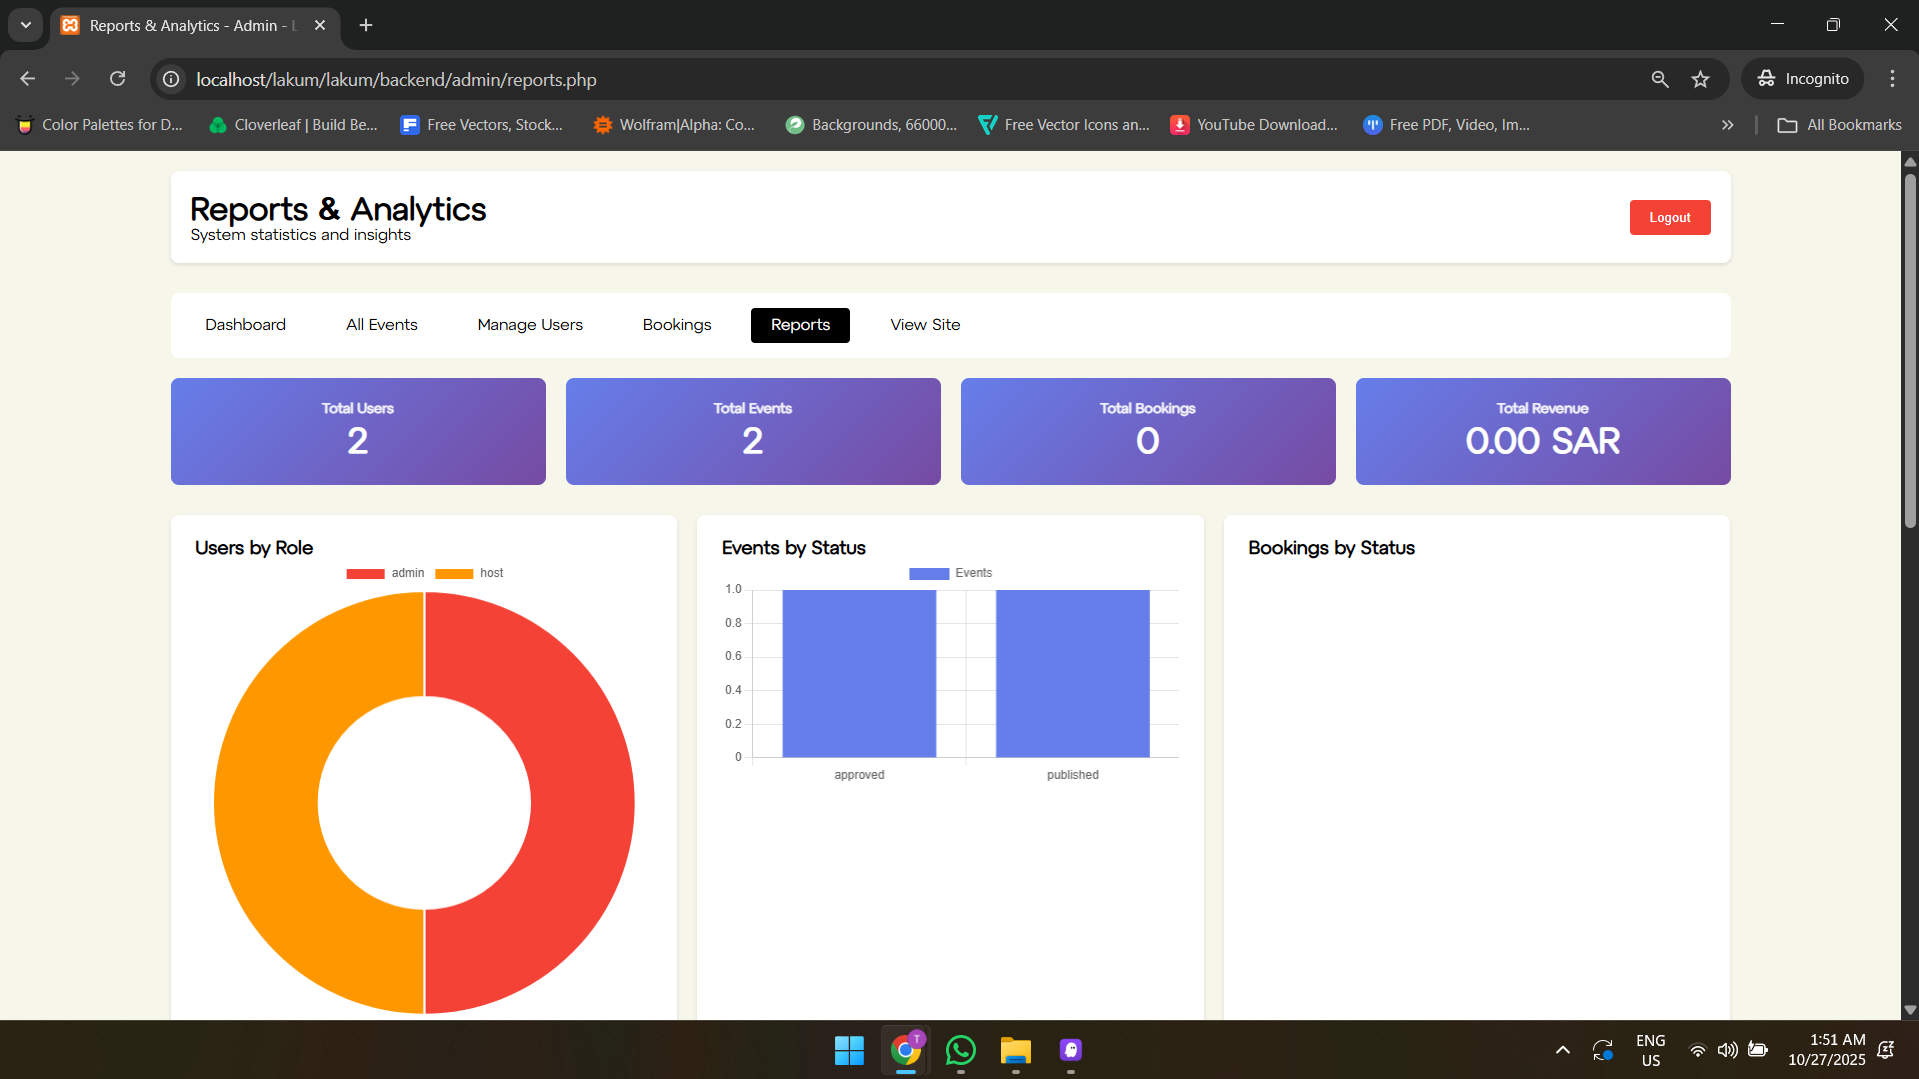 Reports & Analytics - Admin - L
localhost/lakum/lakum/backend/admin/reports.php
Incognito
Color Palettes for D...
Cloverleaf | Build Be...
Free Vectors, Stock...
Wolfram|Alpha: Co...
Backgrounds, 66000...
Free Vector Icons an...
YouTube Download...
Free PDF, Video, Im...
All Bookmarks
Reports & Analytics
System statistics and insights
Logout
Dashboard
All Events
Manage Users
Bookings
Reports
View Site
Total Users
2
Total Events
2
Total Bookings
0
Total Revenue
0.00 SAR
Users by Role
admin
host
Events by Status
Events
1.0
0.8
0.6
0.4
0.2
0
approved
published
Bookings by Status
T
ENG
US
1:51 AM
10/27/2025